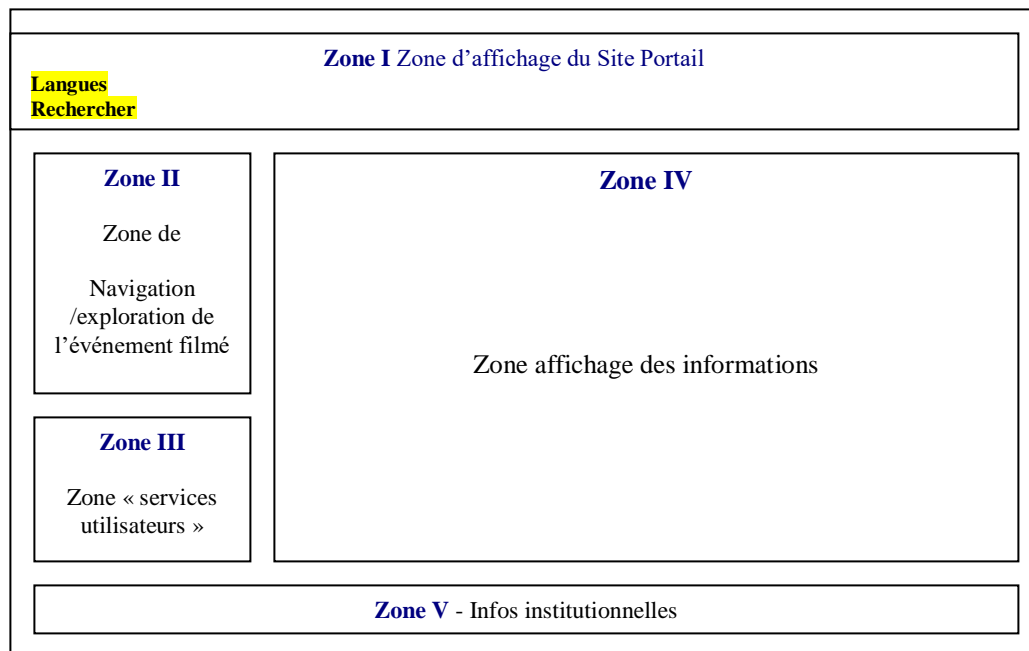 Zone I Zone d’affichage du Site Portail
Langues
Rechercher
Zone II
Zone de
Navigation
/exploration de
l’événement filmé
Zone III
Zone « services
utilisateurs »
Zone IV
Zone affichage des informations
Zone V - Infos institutionnelles